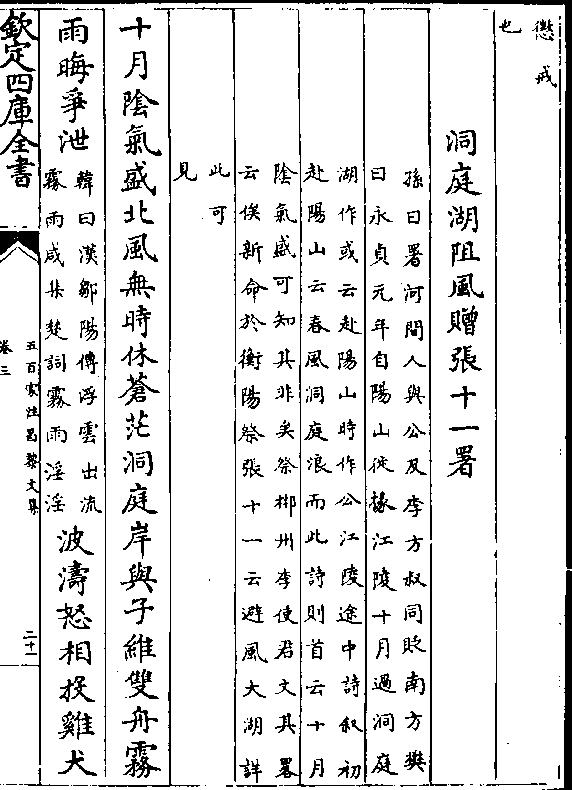 懲戒
也
洞庭湖阻風贈張十一署
孫曰署河間人與公及李方叔同貶南方樊
曰永貞元年自陽山徙掾江陵十月過洞庭
湖作或云赴陽山時作公江陵途中詩叙初
赴陽山云春風洞庭浪而此詩則首云十月
陰氣盛可知其非矣祭郴州李使君文其畧
云俟新命於衡陽祭張十一云避風太湖詳
此可
見
十月陰氣盛北風無時休蒼茫洞庭岸與子維雙舟霧
雨晦爭泄
韓曰漢鄒陽傳浮雲出流
霧雨咸集楚詞霧雨淫淫
波濤怒相投雞犬
欽定四庫全書
五百家注昌黎文集
卷三
二十